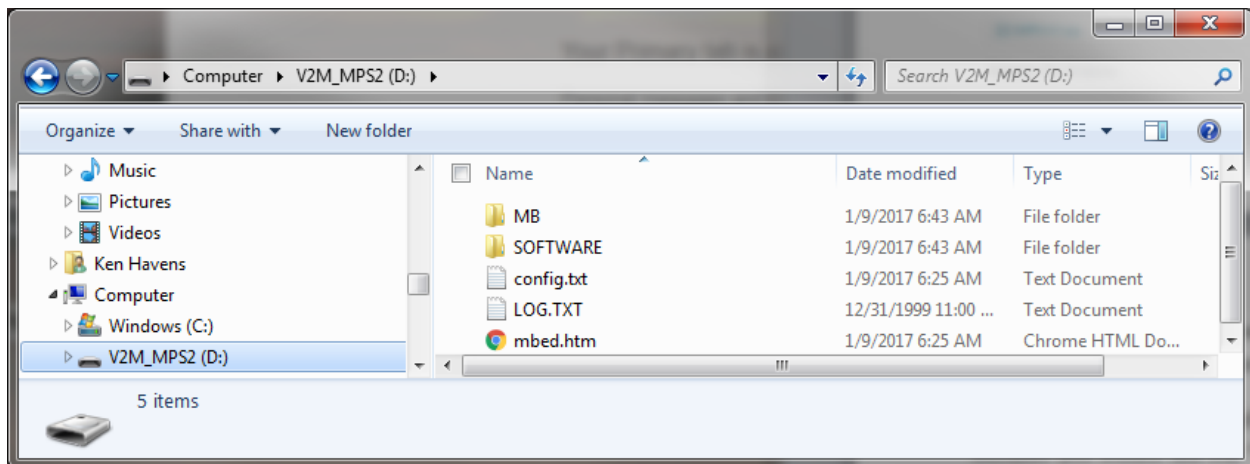 Computer V2M_MPS2 (D:) Search V2M_MPS2 (D:)
Organize Share with New folder
Music
Pictures
Videos
Ken Havens
Computer
Windows (C:)
V2M_MPS2 (D:)
Name Date modified Type Siz
MB 1/9/2017 6:43 AM File folder
SOFTWARE 1/9/2017 6:43 AM File folder
config.txt 1/9/2017 6:25 AM Text Document
LOG.TXT 12/31/1999 11:00 ... Text Document
mbed.htm 1/9/2017 6:25 AM Chrome HTML Do...
5 items